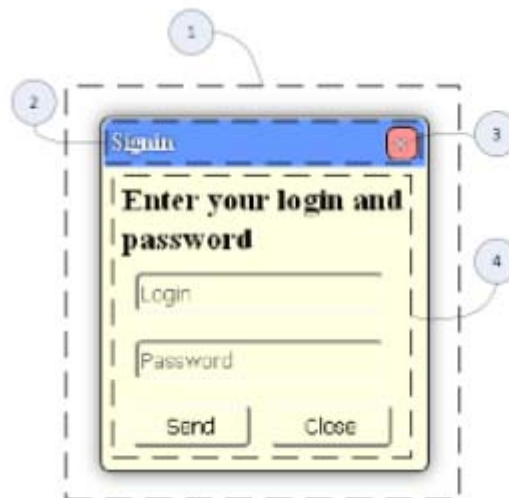 1
2
Signin
×
3
Enter your login and
password
4
Login
Password
Send Close